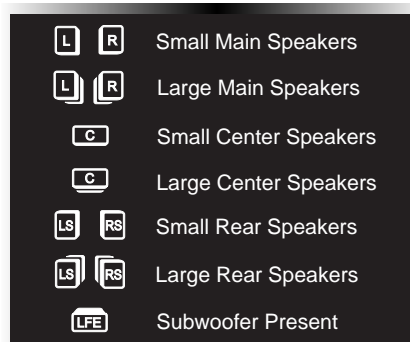 L R Small Main Speakers
L R Large Main Speakers
C Small Center Speakers
C Large Center Speakers
LS RS Small Rear Speakers
LS RS Large Rear Speakers
LFE Subwoofer Present